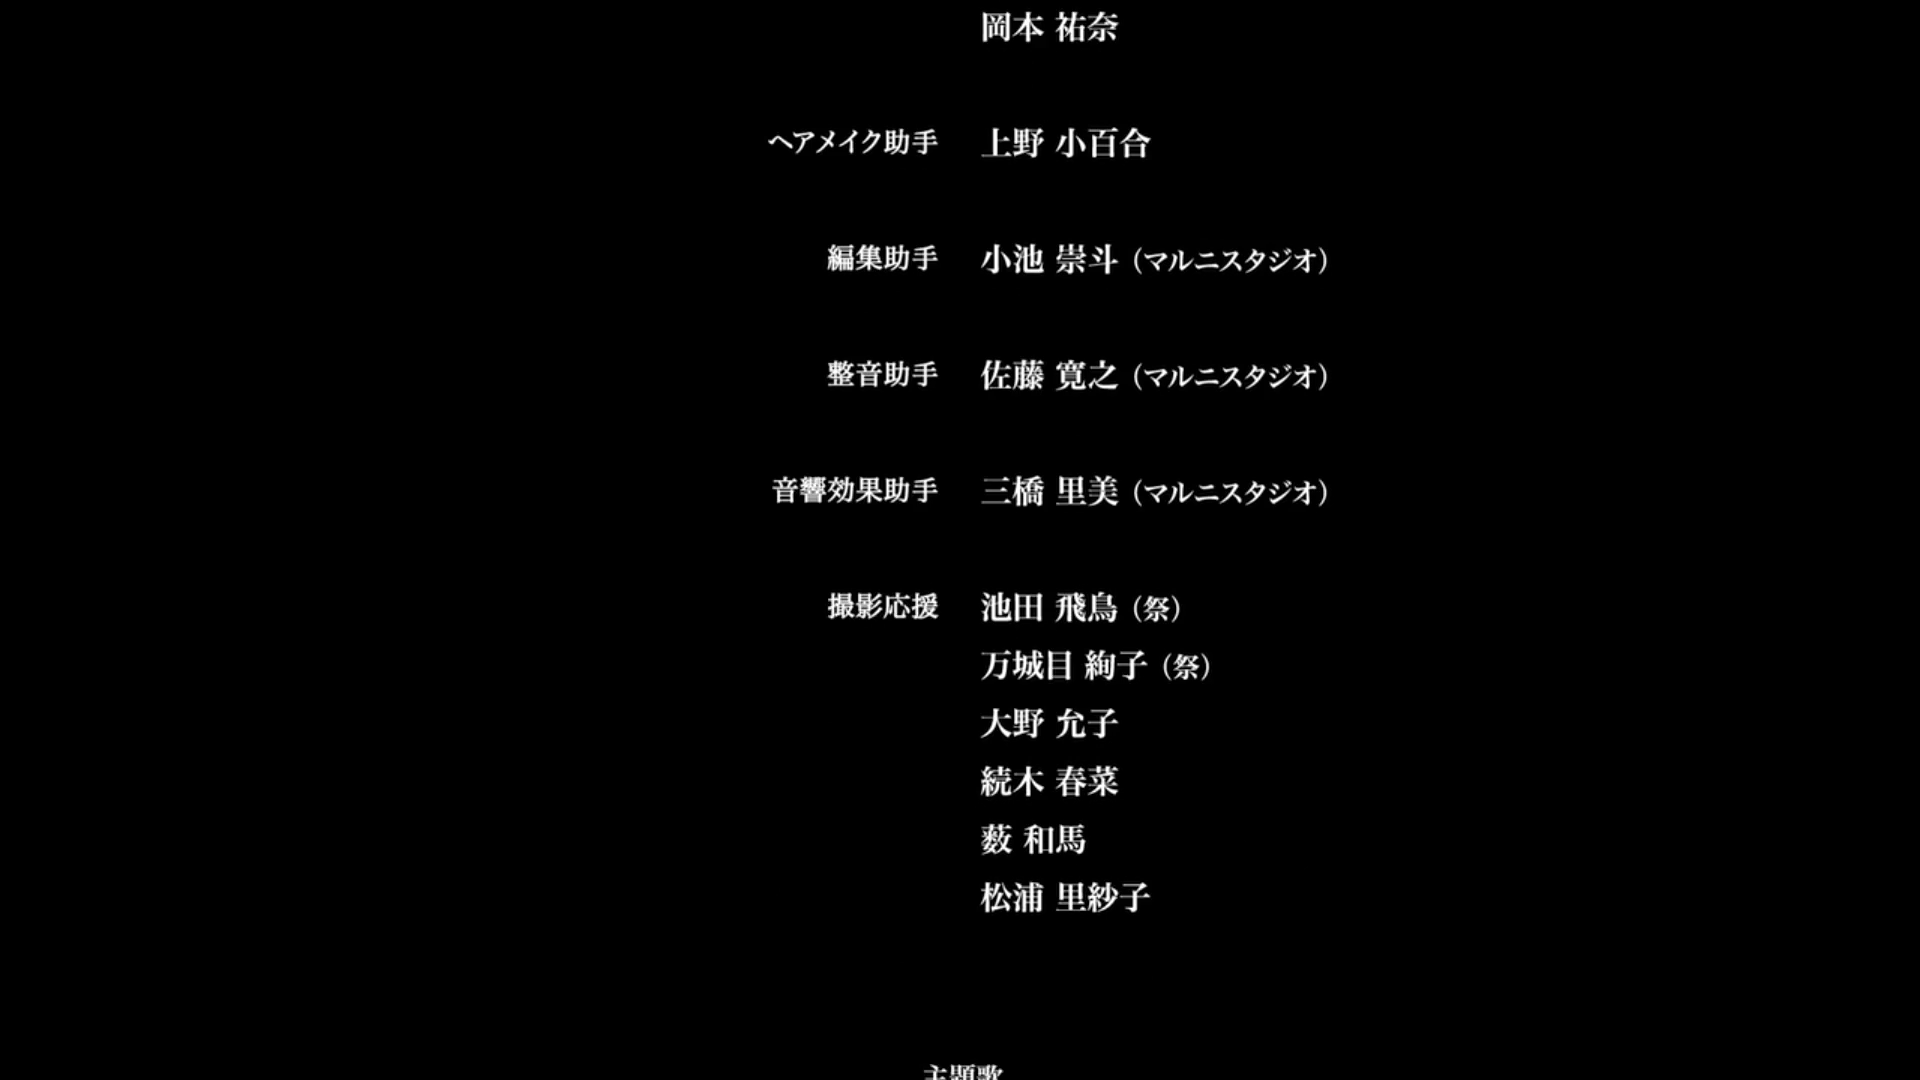 岡本 祐奈
ヘアメイク助手 上野 小百合
編集助手 小池 崇斗（マルニスタジオ）
整音助手 佐藤 寛之（マルニスタジオ）
音響効果助手 三橋 里美（マルニスタジオ）
撮影応援 池田 飛鳥（祭）
万城目 絢子（祭）
大野 允子
続木 春菜
薮 和馬
松浦 里紗子
主題歌